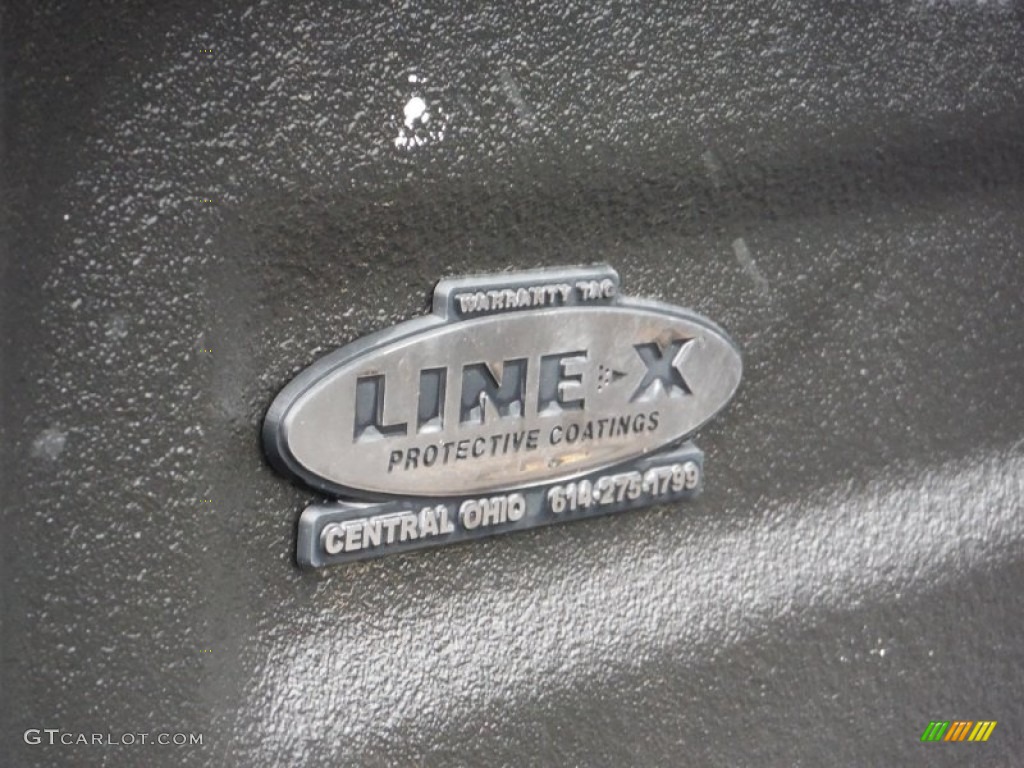 WARRANTY TAG
LINE-X
PROTECTIVE COATINGS
CENTRAL OHIO 614-275-1799
GTCARLOT.COM